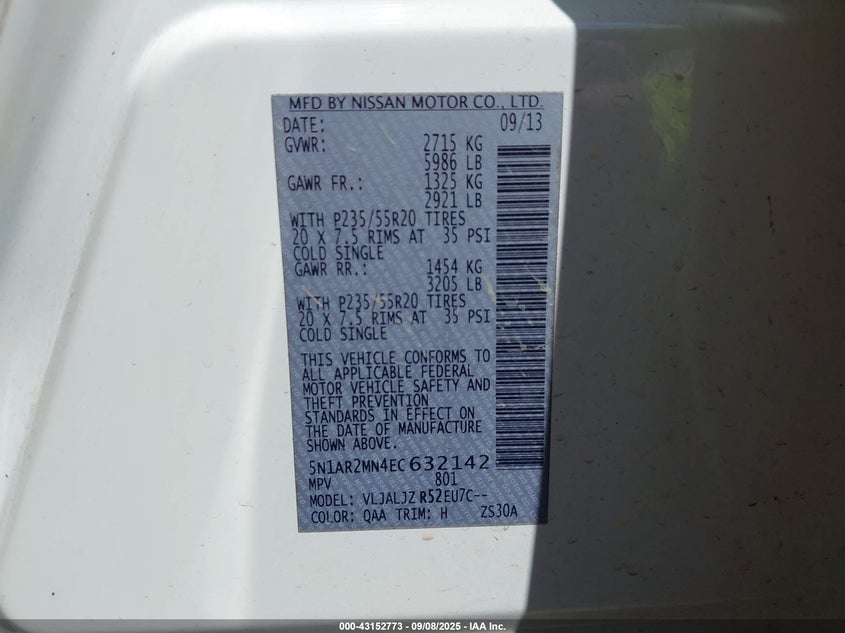 MFD BY NISSAN MOTOR CO., LTD.
DATE: 09/13
GVWR: 2715 KG
5986 LB
GAWR FR.: 1325 KG
2921 LB
WITH P235/55R20 TIRES
20 X 7.5 RIMS AT 35 PSI
COLD SINGLE
GAWR RR.: 1454 KG
3205 LB
WITH P235/55R20 TIRES
20 X 7.5 RIMS AT 35 PSI
COLD SINGLE
THIS VEHICLE CONFORMS TO
ALL APPLICABLE FEDERAL
MOTOR VEHICLE SAFETY AND
THEFT PREVENTION
STANDARDS IN EFFECT ON
THE DATE OF MANUFACTURE
SHOWN ABOVE.
5N1AR2MN4EC 632142
MPV 801
MODEL: VLJALJZ R52EU7C--
COLOR: QAA TRIM: H ZS30A
000-43152773 - 09/08/2025 - IAA Inc.